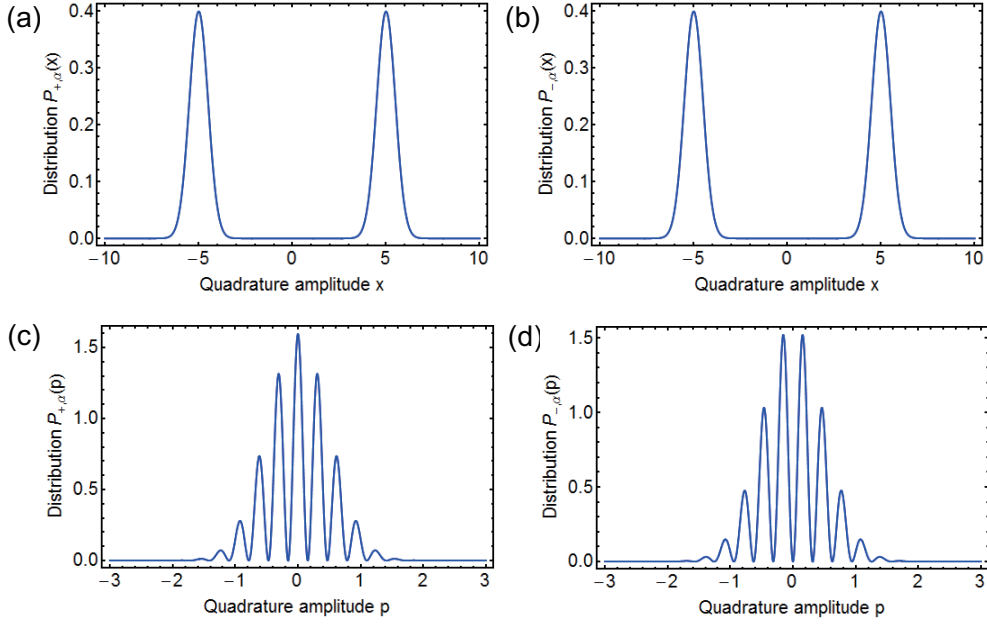 (a)
Distribution P+,α(x)
0.4
0.3
0.2
0.1
0.0
−10 −5 0 5 10
Quadrature amplitude x
(b)
Distribution P−,α(x)
0.4
0.3
0.2
0.1
0.0
−10 −5 0 5 10
Quadrature amplitude x
(c)
Distribution P+,α(p)
1.5
1.0
0.5
0.0
−3 −2 −1 0 1 2 3
Quadrature amplitude p
(d)
Distribution P−,α(p)
1.5
1.0
0.5
0.0
−3 −2 −1 0 1 2 3
Quadrature amplitude p